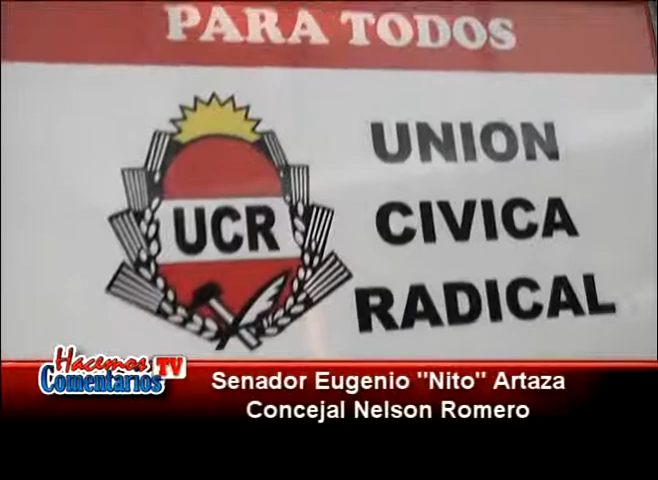 PARA TODOS
UCR
UNION
CIVICA
RADICAL
Hacemos
Comentarios TV
Senador Eugenio "Nito" Artaza
Concejal Nelson Romero